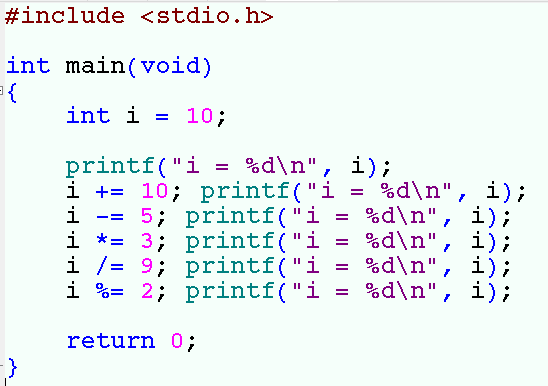 #include <stdio.h>
int main(void)
{
int i = 10;
printf("i = %d\n", i);
i += 10; printf("i = %d\n", i);
i -= 5; printf("i = %d\n", i);
i *= 3; printf("i = %d\n", i);
i /= 9; printf("i = %d\n", i);
i %= 2; printf("i = %d\n", i);
return 0;
}